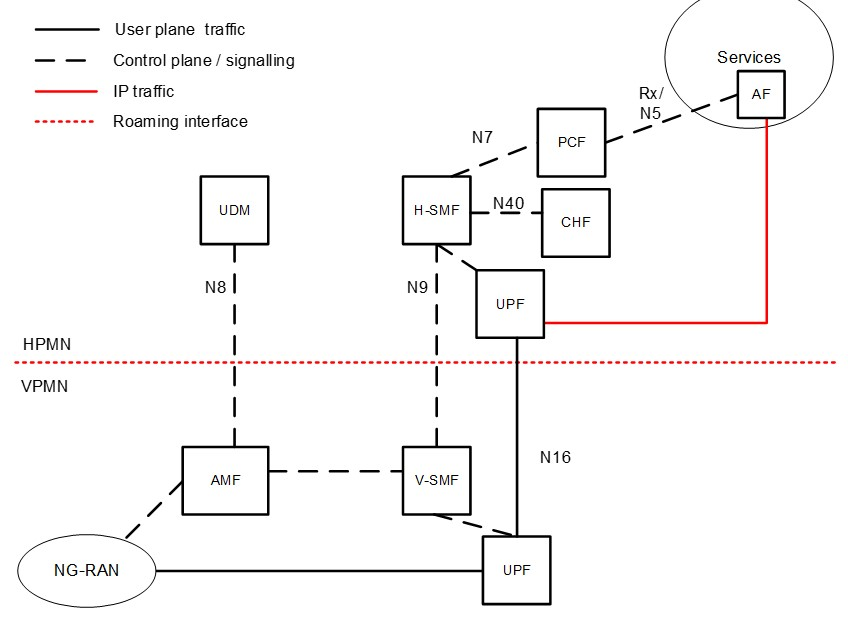 User plane traffic
Control plane / signalling
IP traffic
Roaming interface
Services
AF
Rx/
N5
N7
PCF
UDM
H-SMF
N40
CHF
N8
N9
UPF
HPMN
VPMN
N16
AMF
V-SMF
NG-RAN
UPF